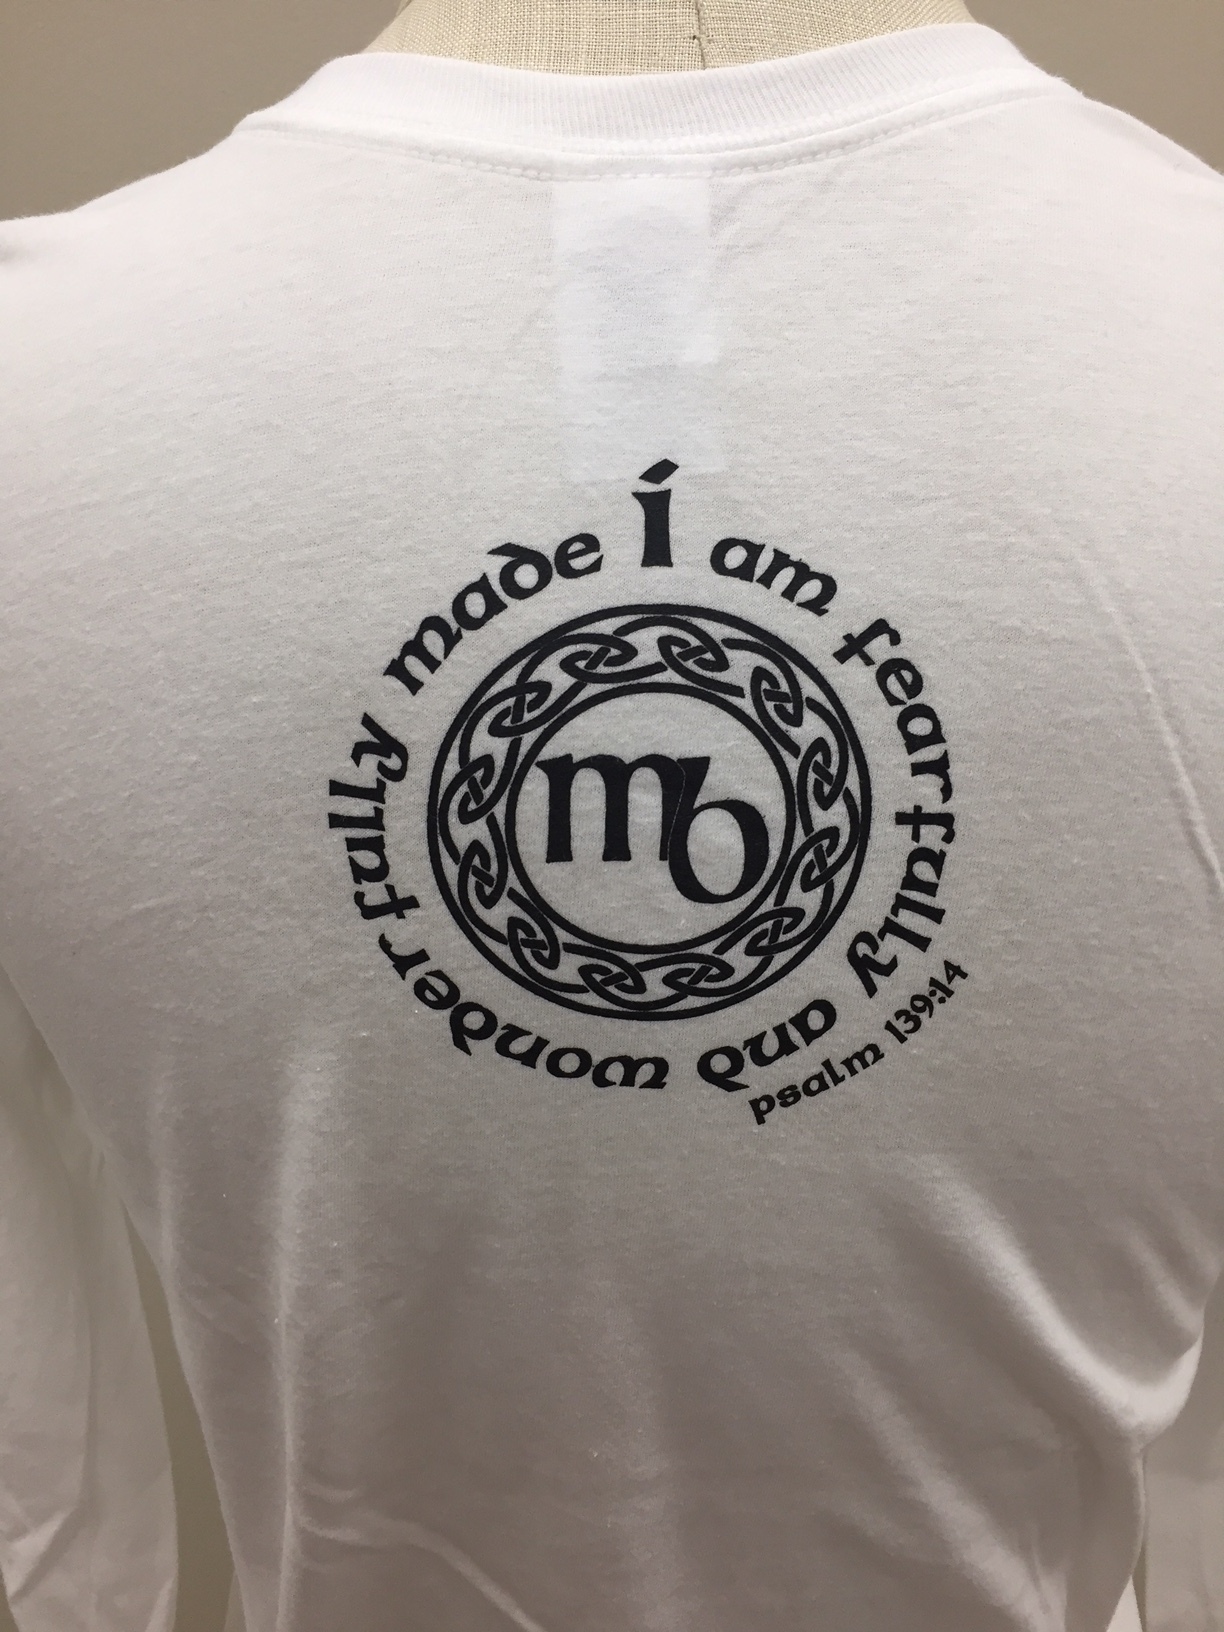 í am fearfully and wonderfully made
mb
psalm 139:14